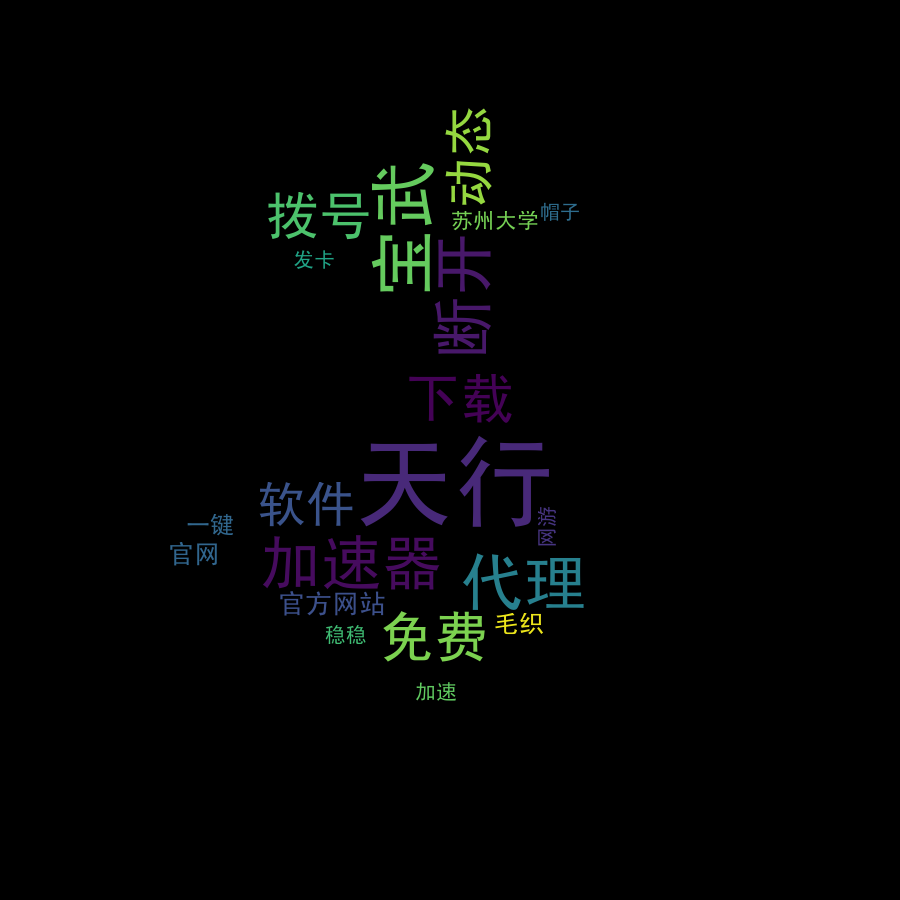 动态
武宝
拨号
苏州大学
帽子
发卡
断开
下载
天行
软件
网游
一键
官网
加速器
代理
官方网站
稳稳
免费
毛织
加速